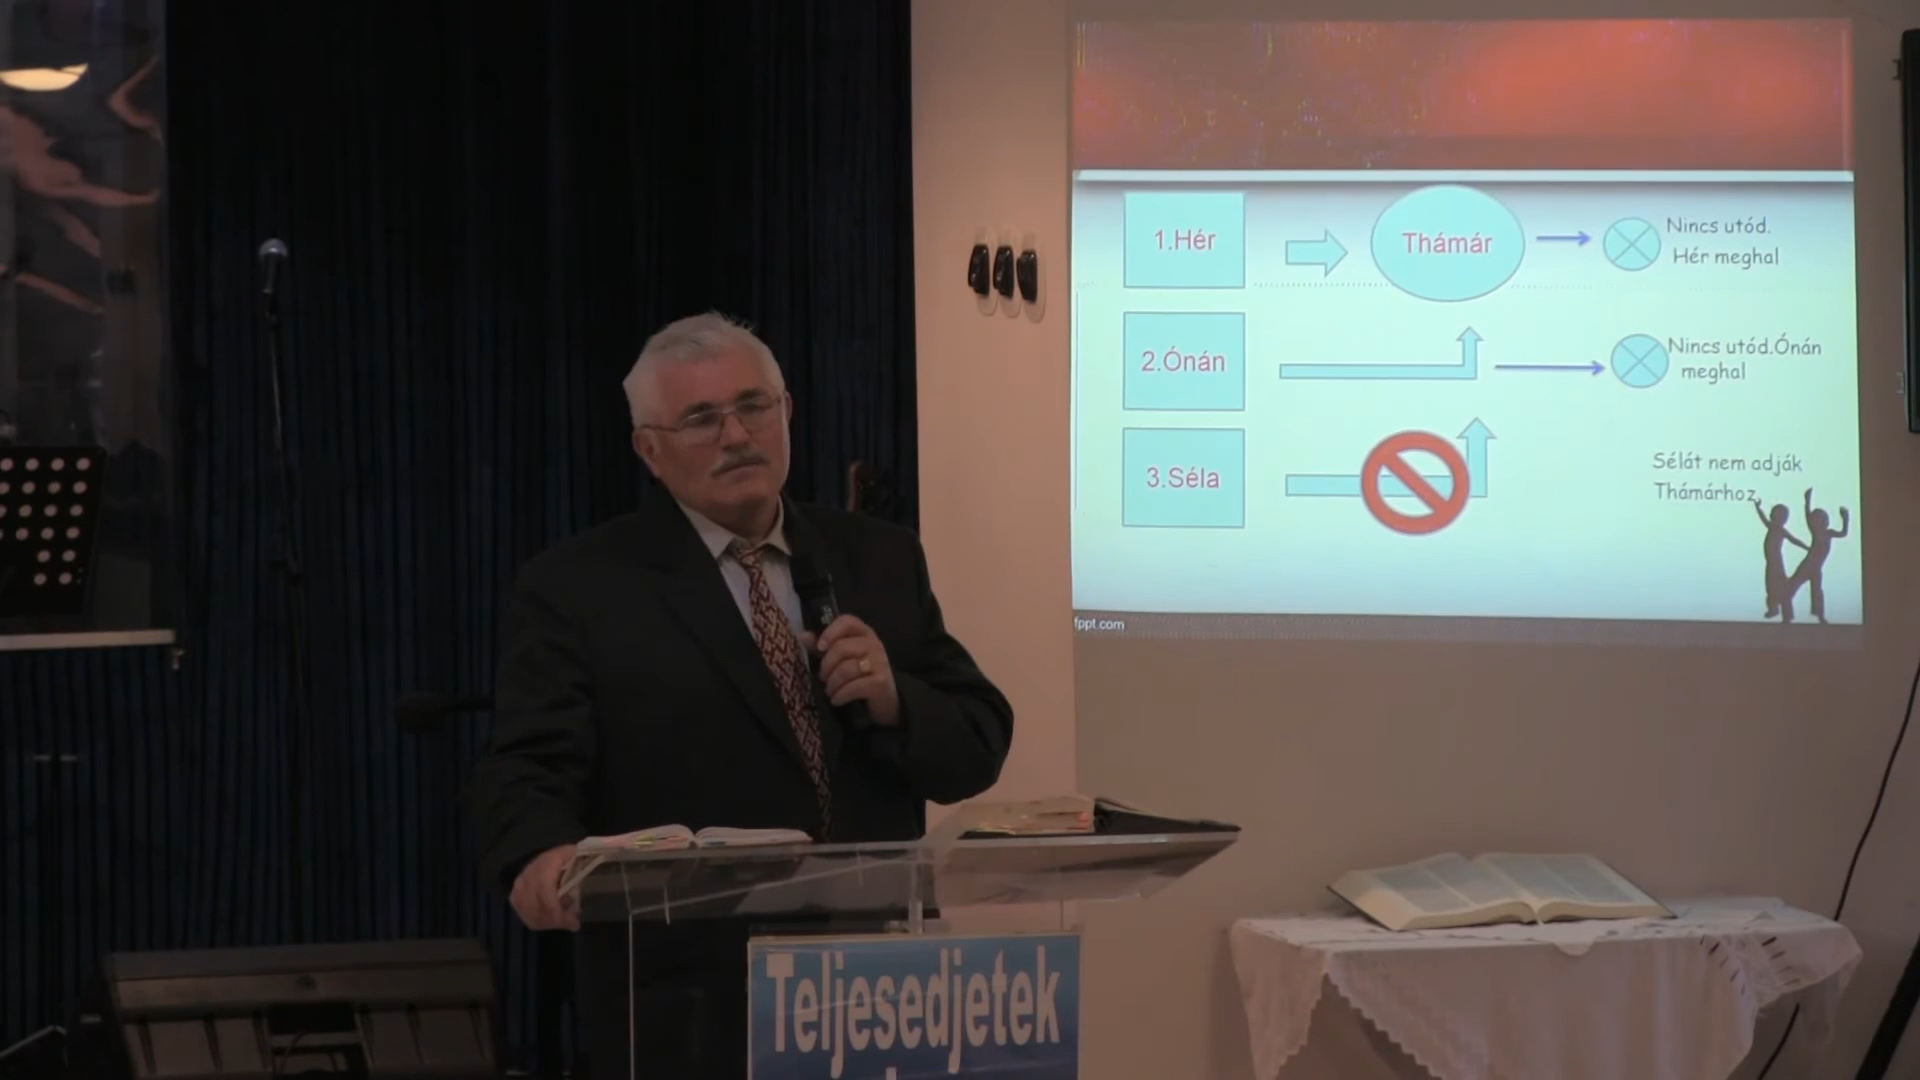 1.Hér
Thámár
Nincs utód.
Hér meghal
2.Ónán
Nincs utód.Ónán
meghal
3.Séla
Sélát nem adják
Thámárhoz
fppt.com
Teljesedjetek